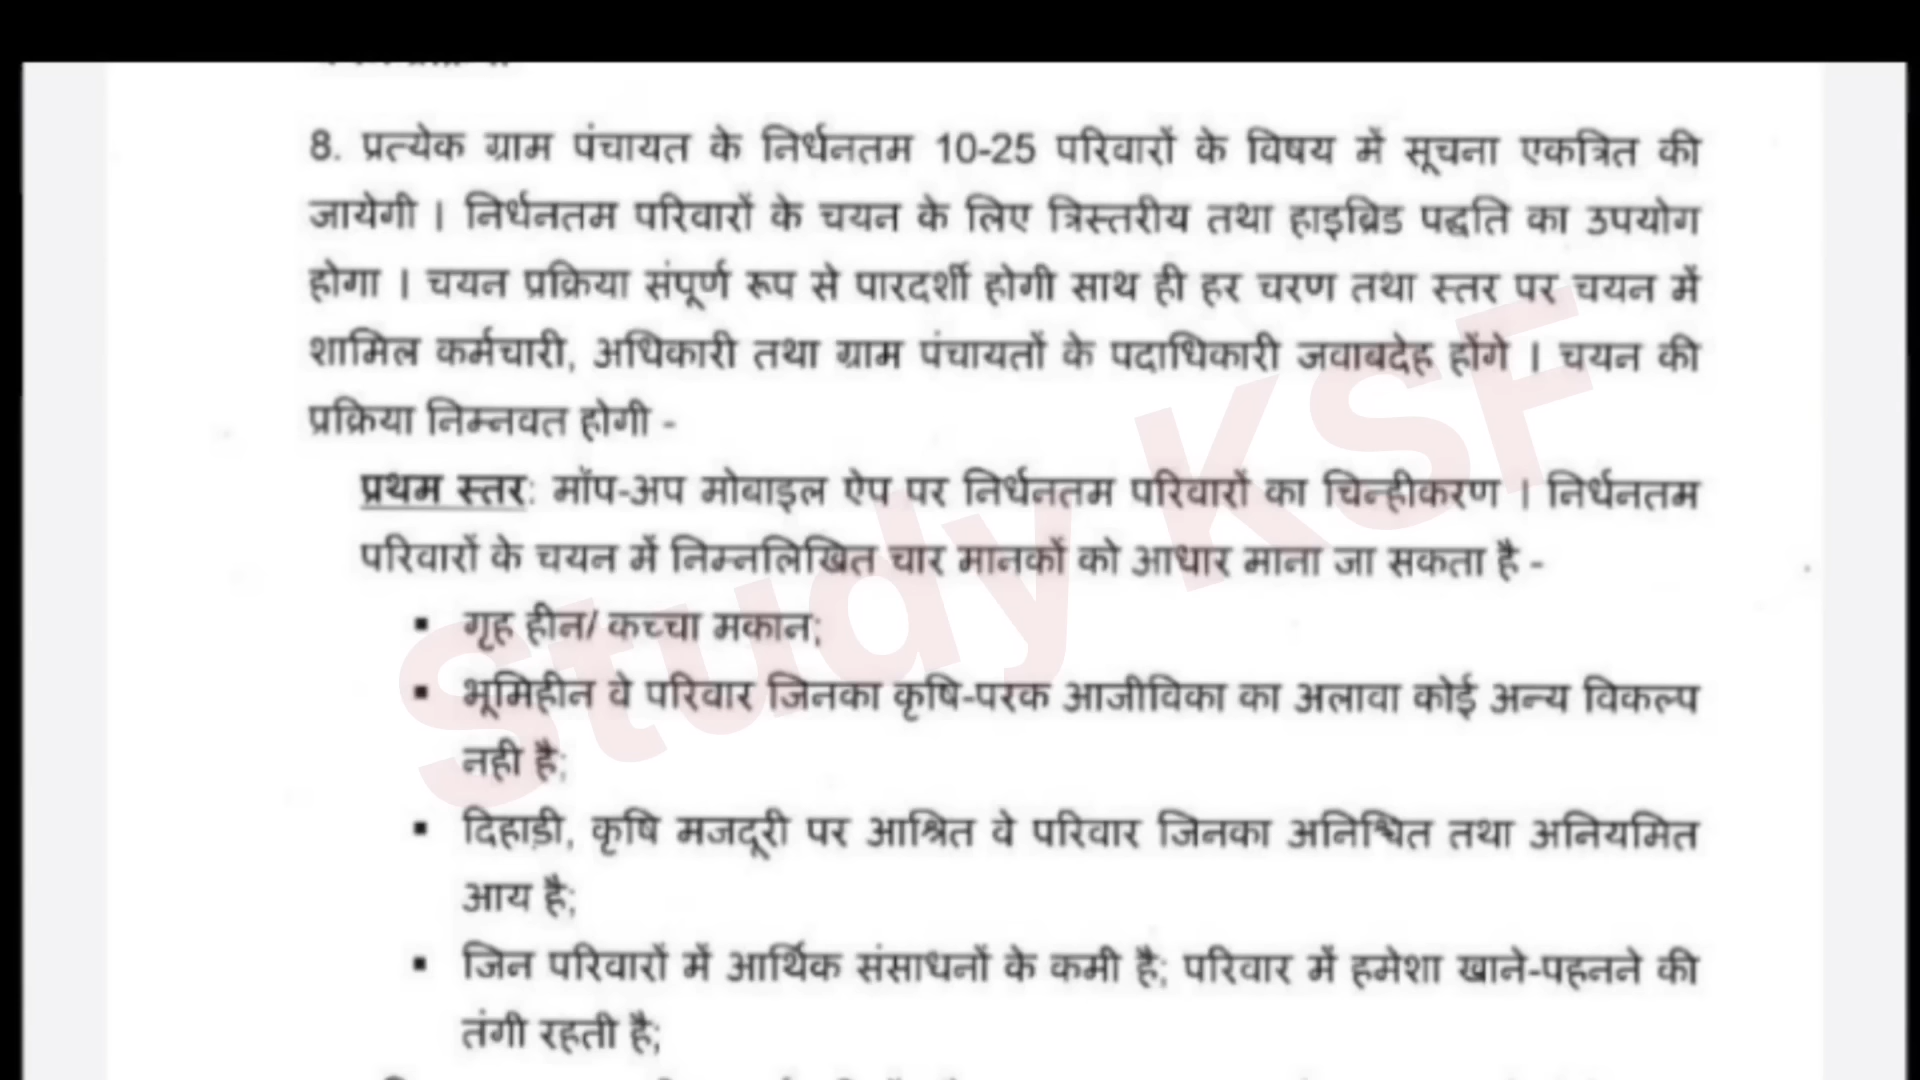 8. प्रत्येक ग्राम पंचायत के निर्धनतम 10-25 परिवारों के विषय में सूचना एकत्रित की
जायेगी । निर्धनतम परिवारों के चयन के लिए त्रिस्तरीय तथा हाइब्रिड पद्धति का उपयोग
होगा । चयन प्रक्रिया संपूर्ण रूप से पारदर्शी होगी साथ ही हर चरण तथा स्तर पर चयन में
शामिल कर्मचारी, अधिकारी तथा ग्राम पंचायतों के पदाधिकारी जवाबदेह होंगे । चयन की
प्रक्रिया निम्नवत होगी -
प्रथम स्तर: मॉप-अप मोबाइल ऐप पर निर्धनतम परिवारों का चिन्हीकरण । निर्धनतम
परिवारों के चयन में निम्नलिखित चार मानकों को आधार माना जा सकता है -
▪ गृह हीन/ कच्चा मकान;
▪ भूमिहीन वे परिवार जिनका कृषि-परक आजीविका का अलावा कोई अन्य विकल्प
नही है;
▪ दिहाड़ी, कृषि मजदूरी पर आश्रित वे परिवार जिनका अनिश्चित तथा अनियमित
आय है;
▪ जिन परिवारों में आर्थिक संसाधनों के कमी है; परिवार में हमेशा खाने-पहनने की
तंगी रहती है;
Study KSF